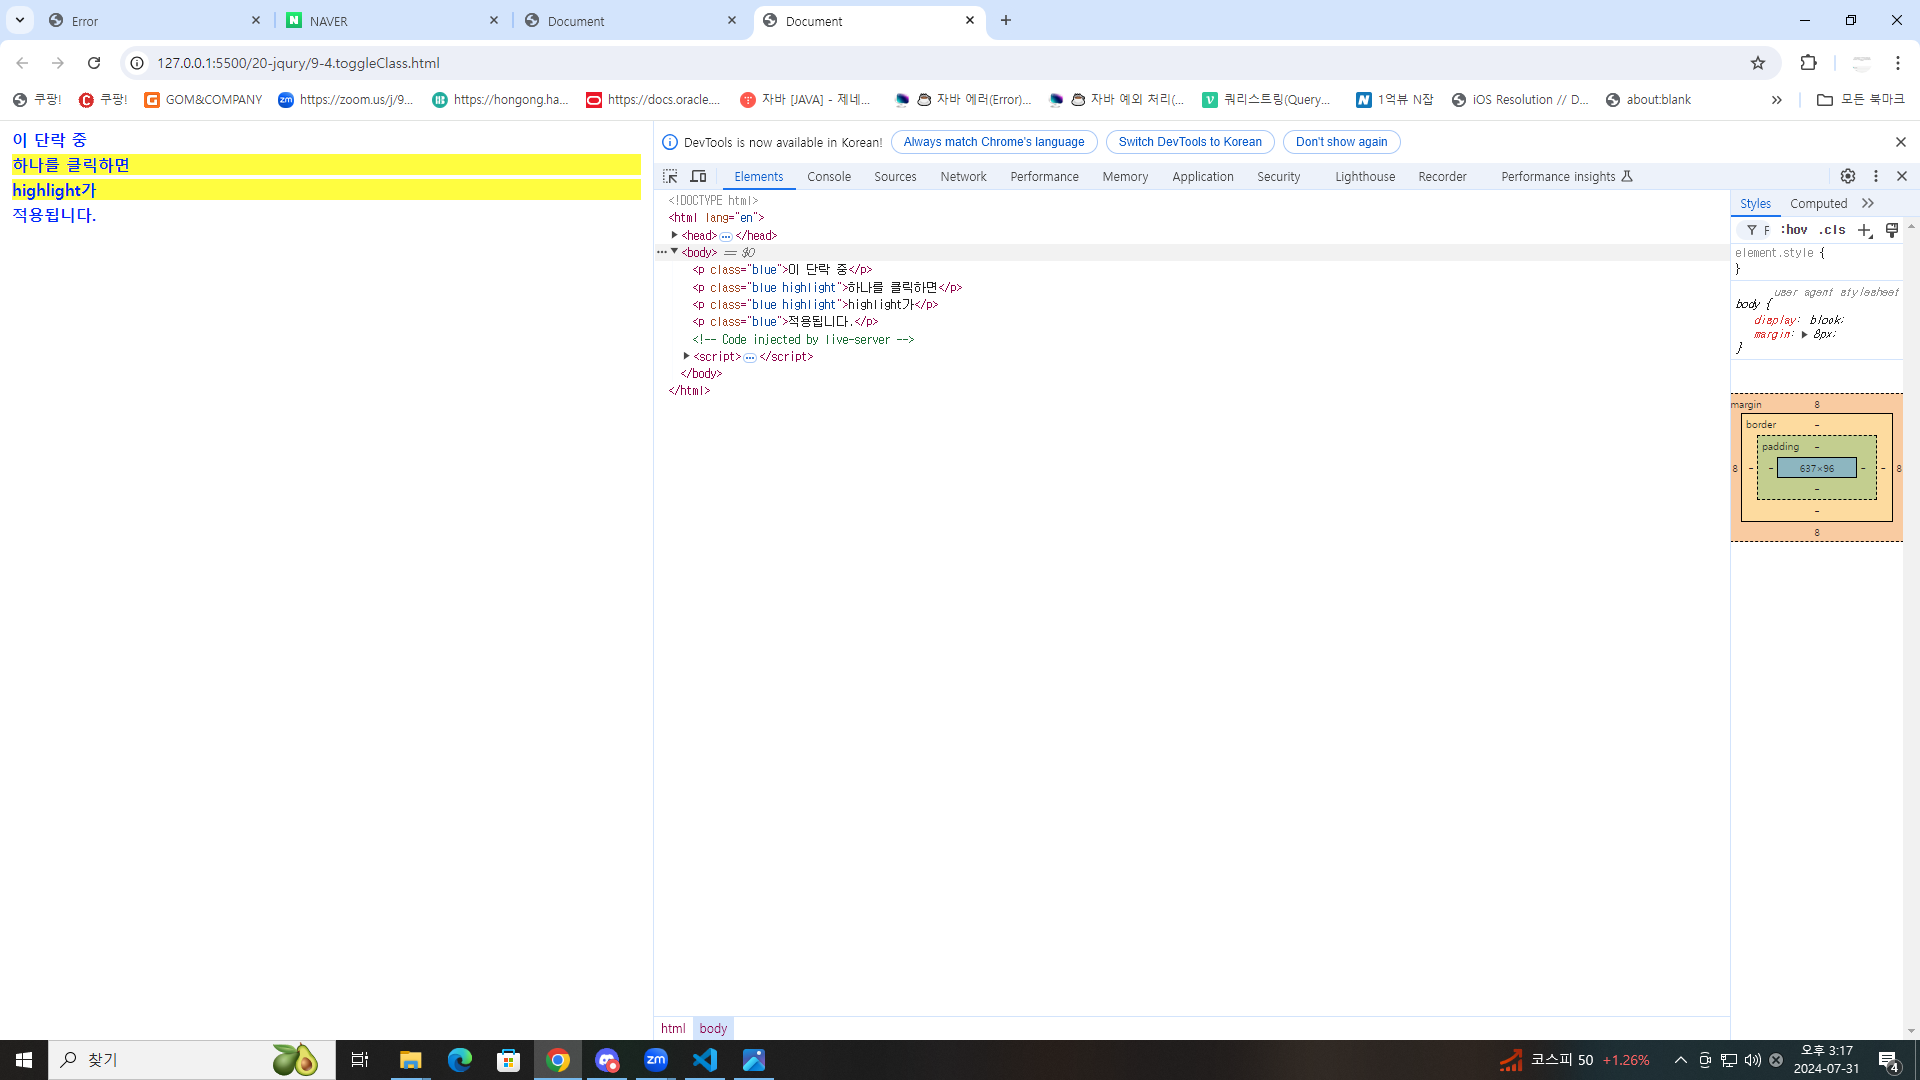 Error
NAVER
Document
Document
127.0.0.1:5500/20-jqury/9-4.toggleClass.html
쿠팡!
쿠팡!
GOM&COMPANY
https://zoom.us/j/9...
https://hongong.ha...
https://docs.oracle....
자바 [JAVA] - 제네...
자바 에러(Error)...
자바 예외 처리(...
쿼리스트링(Query...
1억뷰 N잡
iOS Resolution // D...
about:blank
모든 북마크
이 단락 중
하나를 클릭하면
highlight가
적용됩니다.
DevTools is now available in Korean!
Always match Chrome's language
Switch DevTools to Korean
Don't show again
Elements
Console
Sources
Network
Performance
Memory
Application
Security
Lighthouse
Recorder
Performance insights
<!DOCTYPE html>
<html lang="en">
<head>…</head>
<body> == $0
<p class="blue">이 단락 중</p>
<p class="blue highlight">하나를 클릭하면</p>
<p class="blue highlight">highlight가</p>
<p class="blue">적용됩니다.</p>
<!-- Code injected by live-server -->
<script>…</script>
</body>
</html>
html
body
Styles
Computed
F
:hov
.cls
element.style {
}
user agent stylesheet
body {
display: block;
margin: 8px;
}
margin
8
border
-
padding
-
8
-
-
637×96
-
-
8
-
-
8
찾기
코스피 50 +1.26%
오후 3:17
2024-07-31
4